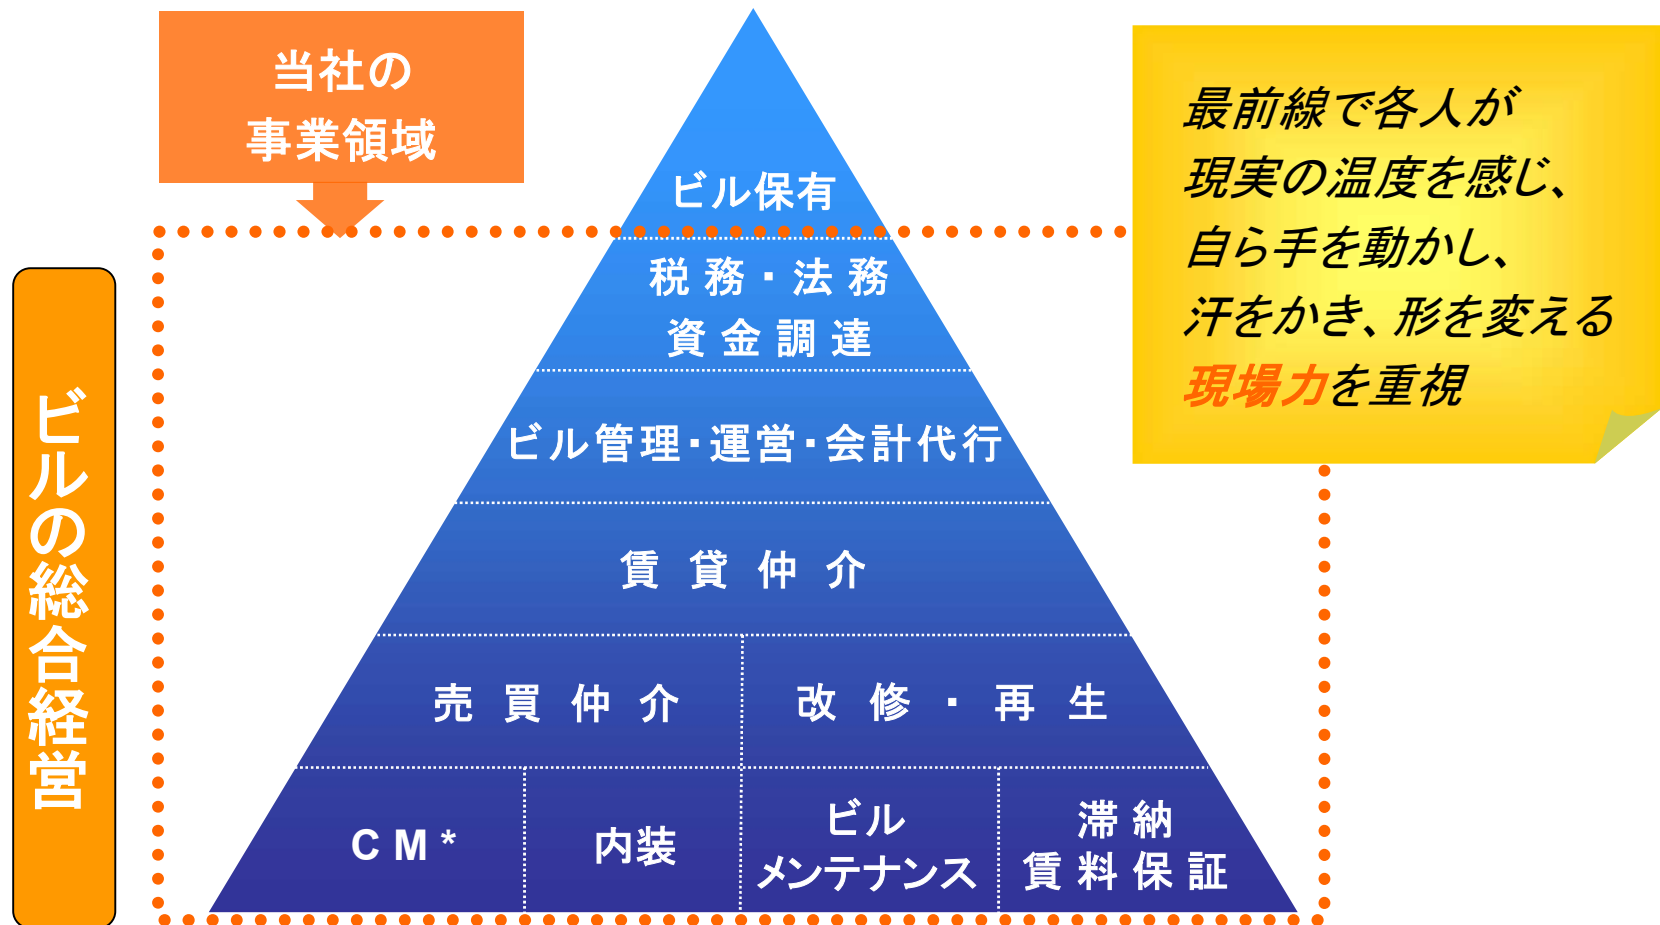 当社の
事業領域
ビルの総合経営
ビル保有
税務・法務
資金調達
ビル管理・運営・会計代行
賃貸仲介
売買仲介
改修・再生
CM*
内装
ビル
メンテナンス
滞納
賃料保証
最前線で各人が
現実の温度を感じ、
自ら手を動かし、
汗をかき、形を変える
現場力を重視